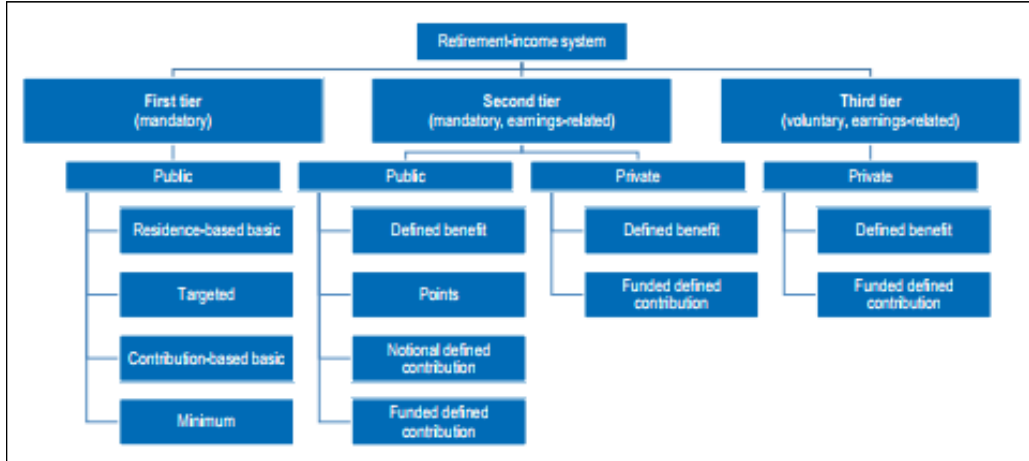 Retirement-income system
First tier
(mandatory)
Second tier
(mandatory, earnings-related)
Third tier
(voluntary, earnings-related)
Public
Public
Private
Private
Residence-based basic
Defined benefit
Defined benefit
Defined benefit
Targeted
Points
Funded defined
contribution
Funded defined
contribution
Contribution-based basic
Notional defined
contribution
Minimum
Funded defined
contribution